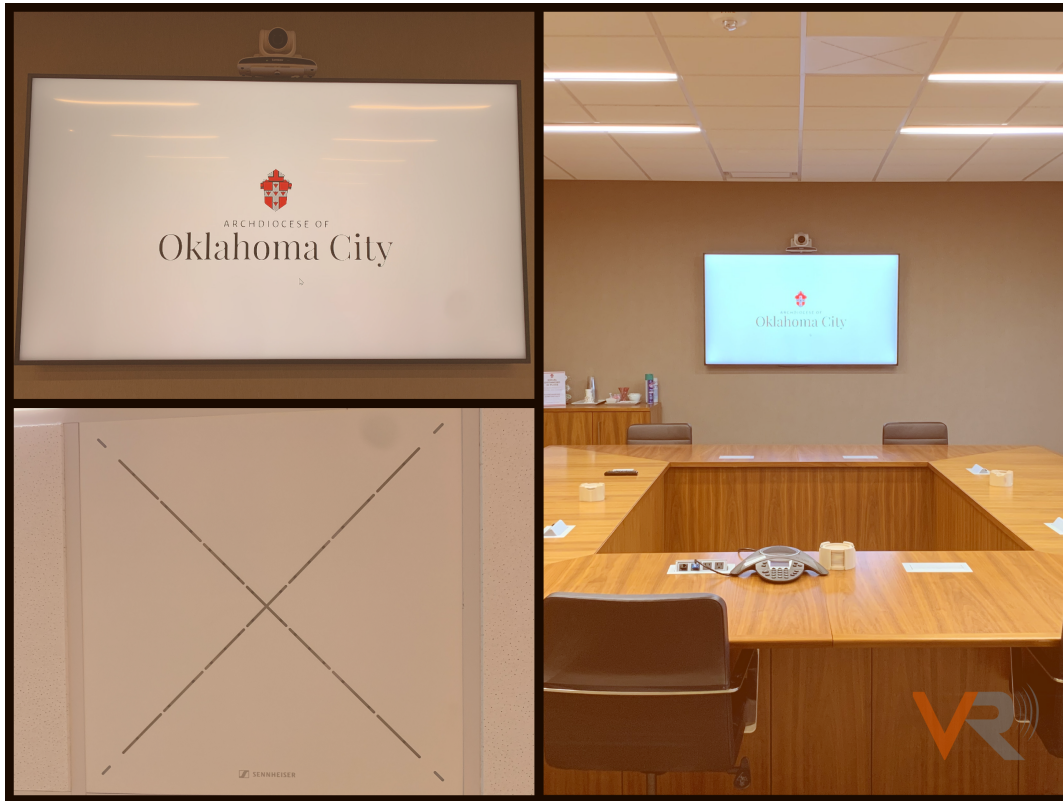 ARCHDIOCESE OF
Oklahoma City
SENNHEISER
ARCHDIOCESE OF
Oklahoma City
VR